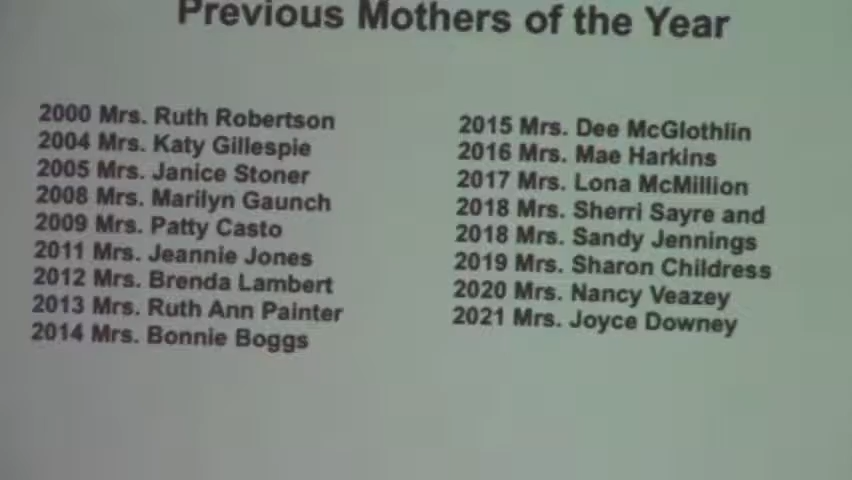 Previous Mothers of the Year
2000 Mrs. Ruth Robertson
2004 Mrs. Katy Gillespie
2005 Mrs. Janice Stoner
2008 Mrs. Marilyn Gaunch
2009 Mrs. Patty Casto
2011 Mrs. Jeannie Jones
2012 Mrs. Brenda Lambert
2013 Mrs. Ruth Ann Painter
2014 Mrs. Bonnie Boggs
2015 Mrs. Dee McGlothlin
2016 Mrs. Mae Harkins
2017 Mrs. Lona McMillion
2018 Mrs. Sherri Sayre and
2018 Mrs. Sandy Jennings
2019 Mrs. Sharon Childress
2020 Mrs. Nancy Veazey
2021 Mrs. Joyce Downey